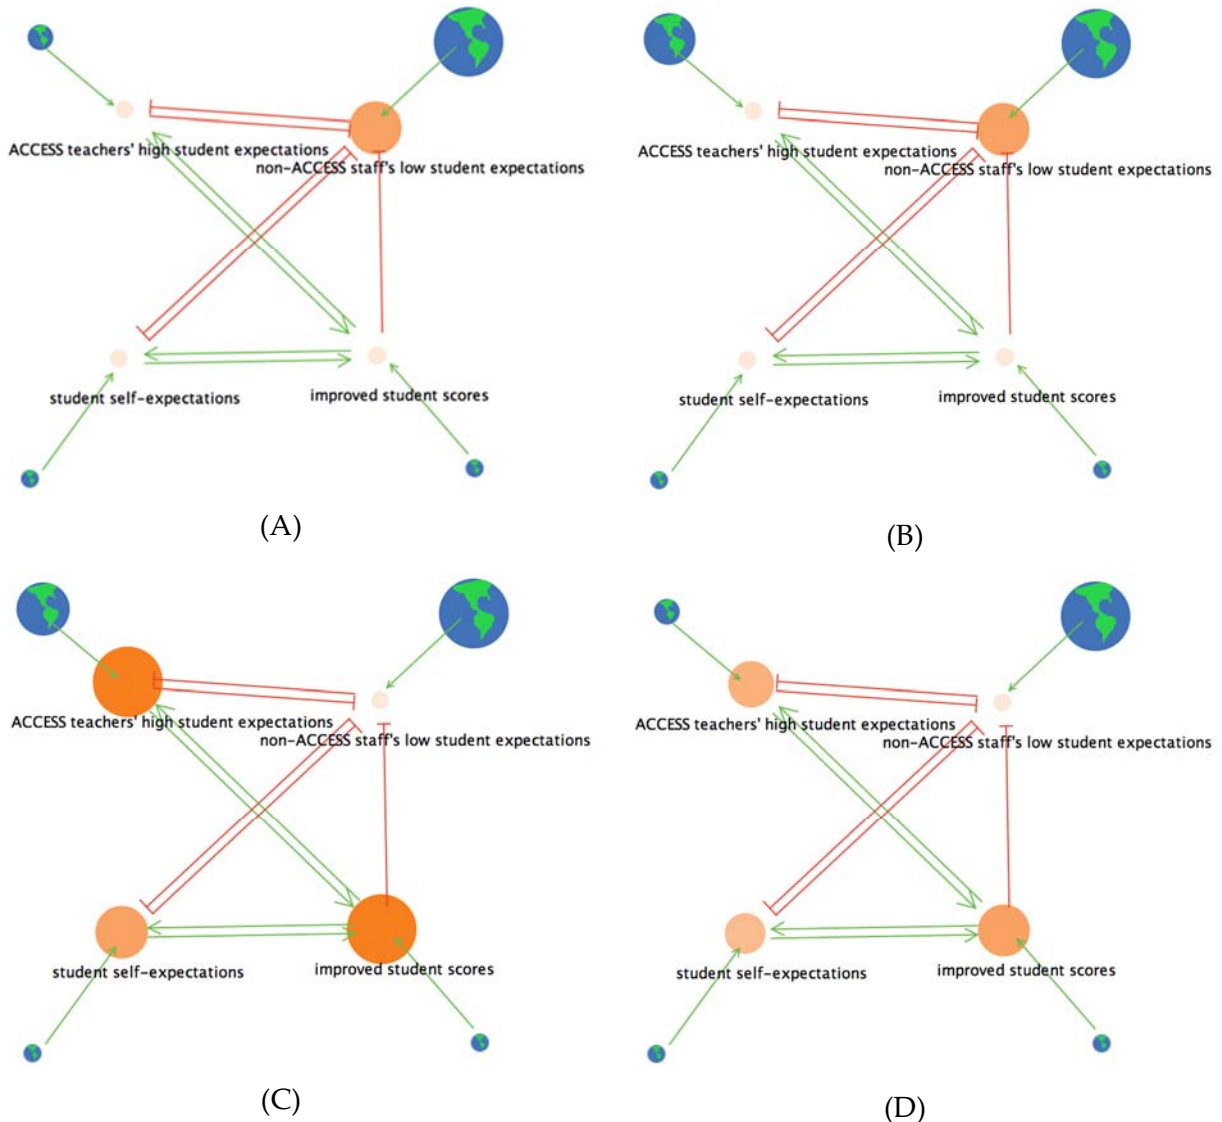 ACCESS teachers' high student expectations
non-ACCESS staff's low student expectations
student self-expectations
improved student scores
(A)
ACCESS teachers' high student expectations
non-ACCESS staff's low student expectations
student self-expectations
improved student scores
(B)
ACCESS teachers' high student expectations
non-ACCESS staff's low student expectations
student self-expectations
improved student scores
(C)
ACCESS teachers' high student expectations
non-ACCESS staff's low student expectations
student self-expectations
improved student scores
(D)